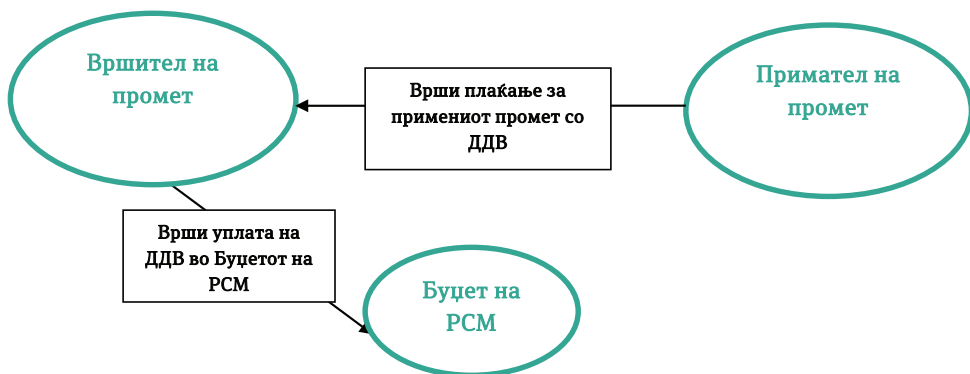 Вршител на
промет
Врши плаќање за
примениот промет со
ДДВ
Примател на
промет
Врши уплата на
ДДВ во Буџетот на
РСМ
Буџет на
РСМ